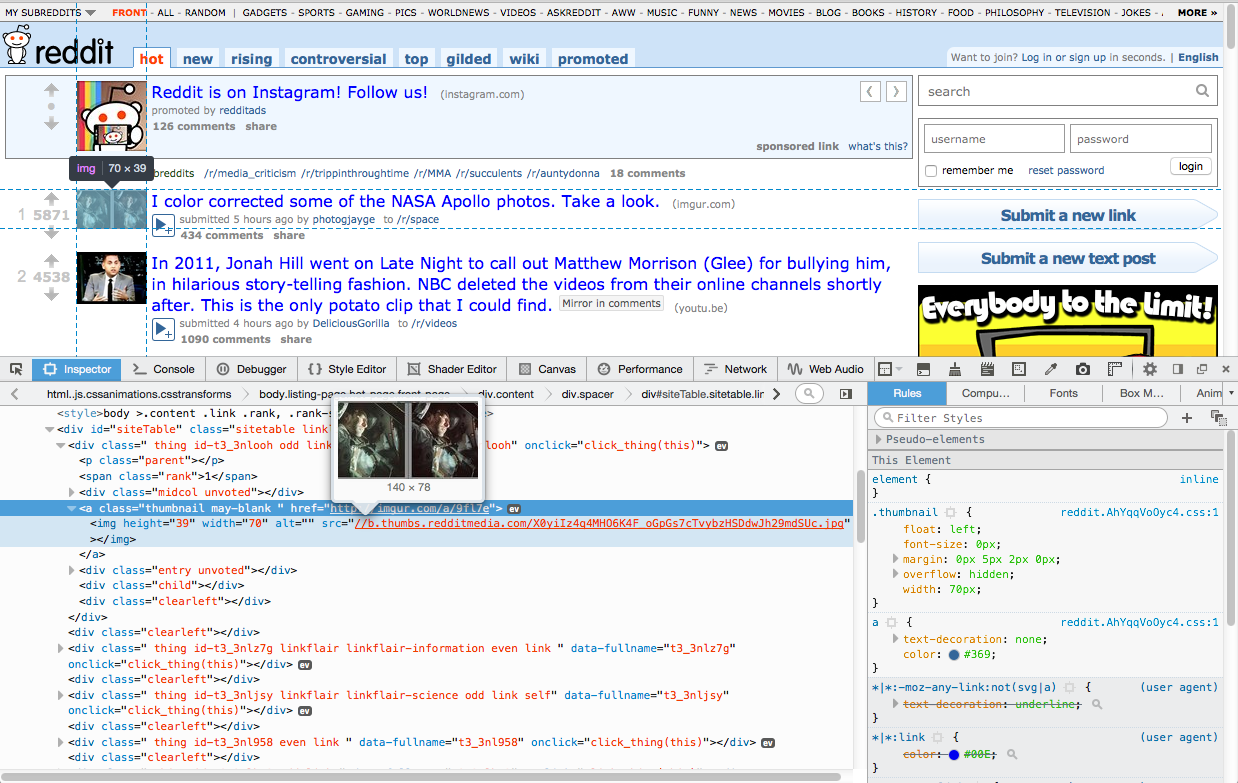 MY SUBREDDITS FRONT - ALL - RANDOM | GADGETS - SPORTS - GAMING - PICS - WORLDNEWS - VIDEOS - ASKREDDIT - AWW - MUSIC - FUNNY - NEWS - MOVIES - BLOG - BOOKS - HISTORY - FOOD - PHILOSOPHY - TELEVISION - JOKES - MORE »
reddit hot new rising controversial top gilded wiki promoted
Want to join? Log in or sign up in seconds. | English
Reddit is on Instagram! Follow us! (instagram.com)
promoted by redditads
126 comments share
sponsored link what's this?
search
username password
remember me reset password login
img 70 × 39
/r/media_criticism /r/trippinthroughtime /r/MMA /r/succulents /r/auntydonna 18 comments
1 5871
I color corrected some of the NASA Apollo photos. Take a look. (imgur.com)
submitted 5 hours ago by photogjayge to /r/space
434 comments share
Submit a new link
Submit a new text post
2 4538
In 2011, Jonah Hill went on Late Night to call out Matthew Morrison (Glee) for bullying him,
in hilarious story-telling fashion. NBC deleted the videos from their online channels shortly
after. This is the only potato clip that I could find. Mirror in comments (youtu.be)
submitted 4 hours ago by DeliciousGorilla to /r/videos
1090 comments share
Everybody to the Limit!
Inspector Console Debugger Style Editor Shader Editor Canvas Performance Network Web Audio
html.js.cssanimations.csstransforms body.listing-page.hot-page.front-page div.content div.spacer div#siteTable.sitetable.lin
<style>body >.content .link .rank, .rank-s
<div id="siteTable" class="sitetable link
<div class=" thing id-t3_3nlooh odd link looh" onclick="click_thing(this)"> ev
<p class="parent"></p>
<span class="rank">1</span>
<div class="midcol unvoted"></div>
<a class="thumbnail may-blank " href="http://imgur.com/a/9fl7e"> ev
<img height="39" width="70" alt="" src="//b.thumbs.redditmedia.com/X0yiIz4q4MHO6K4F_oGpGs7cTvybzHSDdwJh29mdSUc.jpg"
></img>
</a>
<div class="entry unvoted"></div>
<div class="child"></div>
<div class="clearleft"></div>
</div>
<div class="clearleft"></div>
<div class=" thing id-t3_3nlz7g linkflair linkflair-information even link " data-fullname="t3_3nlz7g"
onclick="click_thing(this)"></div> ev
<div class="clearleft"></div>
<div class=" thing id-t3_3nljsy linkflair linkflair-science odd link self" data-fullname="t3_3nljsy"
onclick="click_thing(this)"></div> ev
<div class="clearleft"></div>
<div class=" thing id-t3_3nl958 even link " data-fullname="t3_3nl958" onclick="click_thing(this)"></div> ev
<div class="clearleft"></div>
140 × 78
Rules Compu... Fonts Box M... Anim
Filter Styles
Pseudo-elements
This Element
element { inline
}
.thumbnail { reddit.AhYqqVoOyc4.css:1
float: left;
font-size: 0px;
margin: 0px 5px 2px 0px;
overflow: hidden;
width: 70px;
}
a { reddit.AhYqqVoOyc4.css:1
text-decoration: none;
color: #369;
}
*|*:-moz-any-link:not(svg|a) { (user agent)
text-decoration: underline;
}
*|*:link { (user agent)
color: #00E;
}